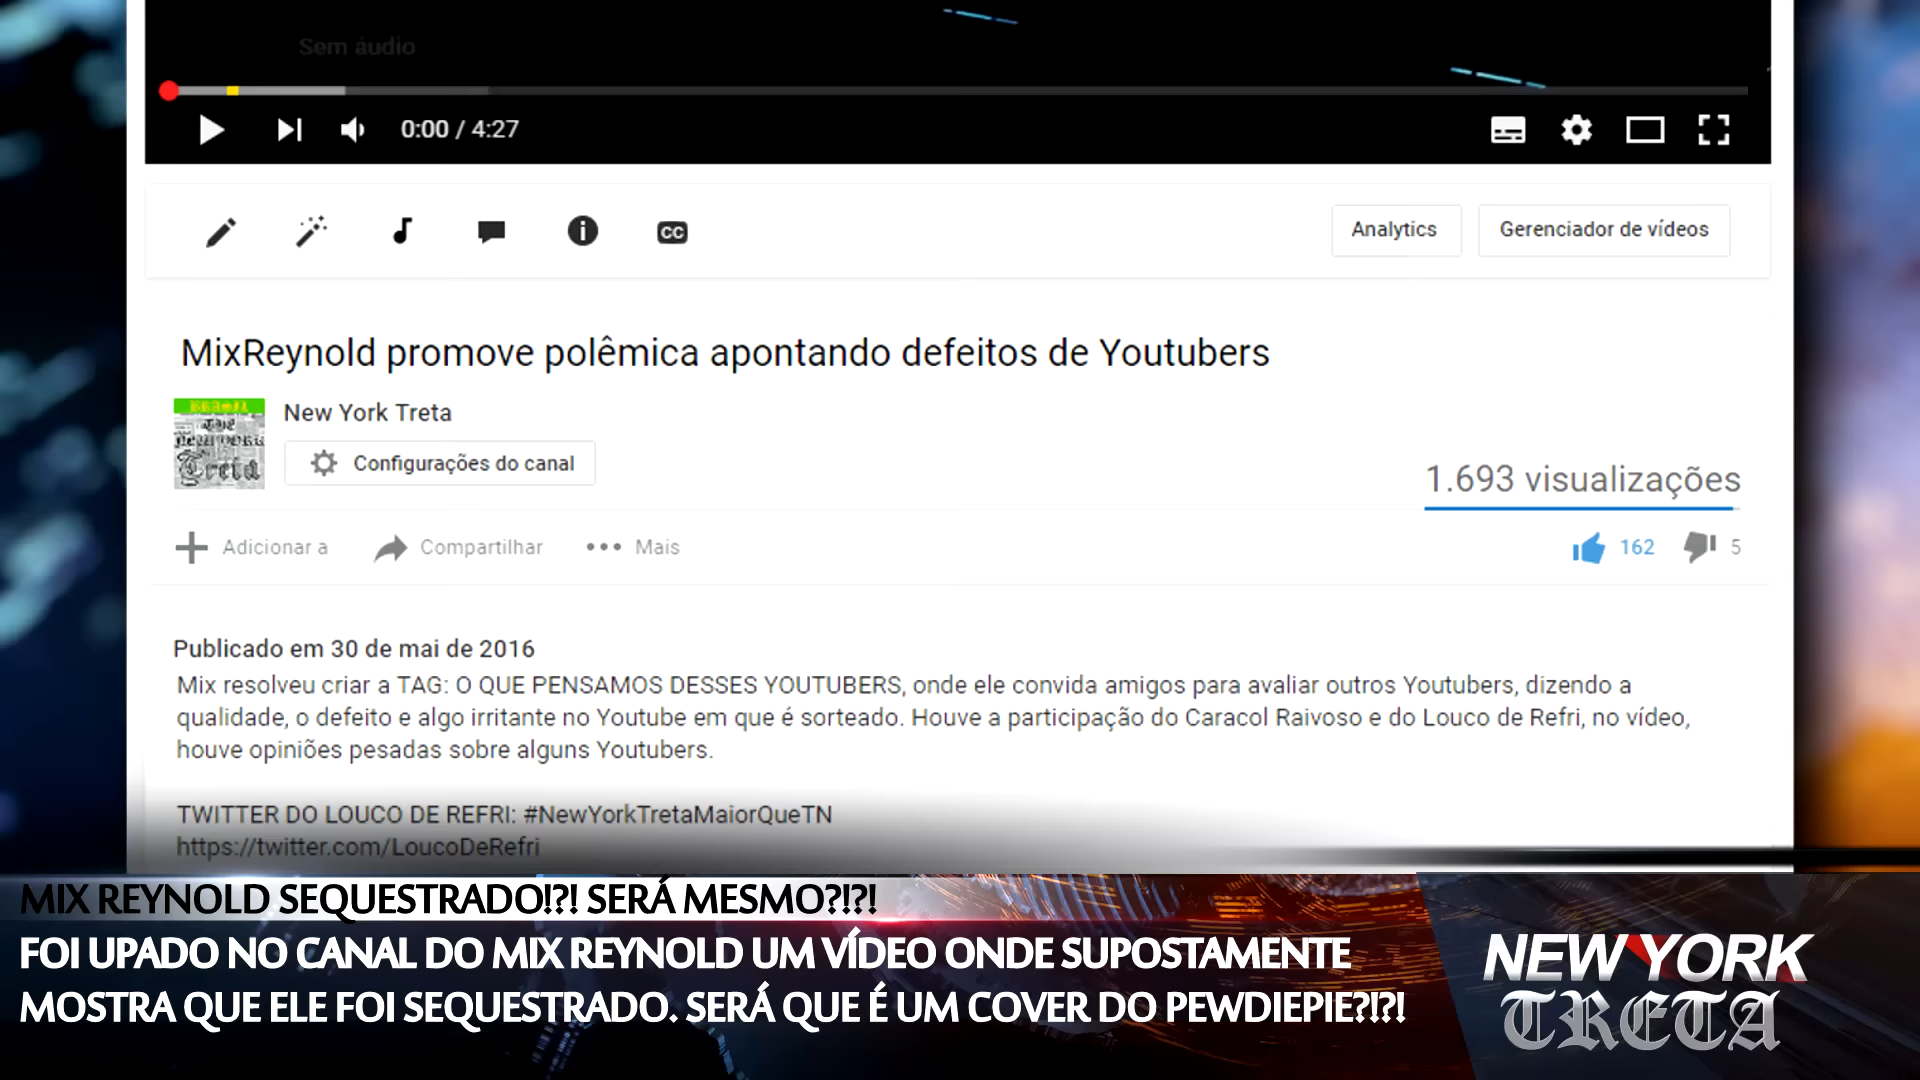 Sem áudio
0:00 / 4:27
CC
Analytics
Gerenciador de vídeos
MixReynold promove polêmica apontando defeitos de Youtubers
BRASIL
THE
New York
Treta
New York Treta
Configurações do canal
1.693 visualizações
Adicionar a
Compartilhar
Mais
162
5
Publicado em 30 de mai de 2016
Mix resolveu criar a TAG: O QUE PENSAMOS DESSES YOUTUBERS, onde ele convida amigos para avaliar outros Youtubers, dizendo a
qualidade, o defeito e algo irritante no Youtube em que é sorteado. Houve a participação do Caracol Raivoso e do Louco de Refri, no vídeo,
houve opiniões pesadas sobre alguns Youtubers.
TWITTER DO LOUCO DE REFRI: #NewYorkTretaMaiorQueTN
https://twitter.com/LoucoDeRefri
MIX REYNOLD SEQUESTRADO!?! SERÁ MESMO?!?!
FOI UPADO NO CANAL DO MIX REYNOLD UM VÍDEO ONDE SUPOSTAMENTE
MOSTRA QUE ELE FOI SEQUESTRADO. SERÁ QUE É UM COVER DO PEWDIEPIE?!?!
NEW YORK
TRETA